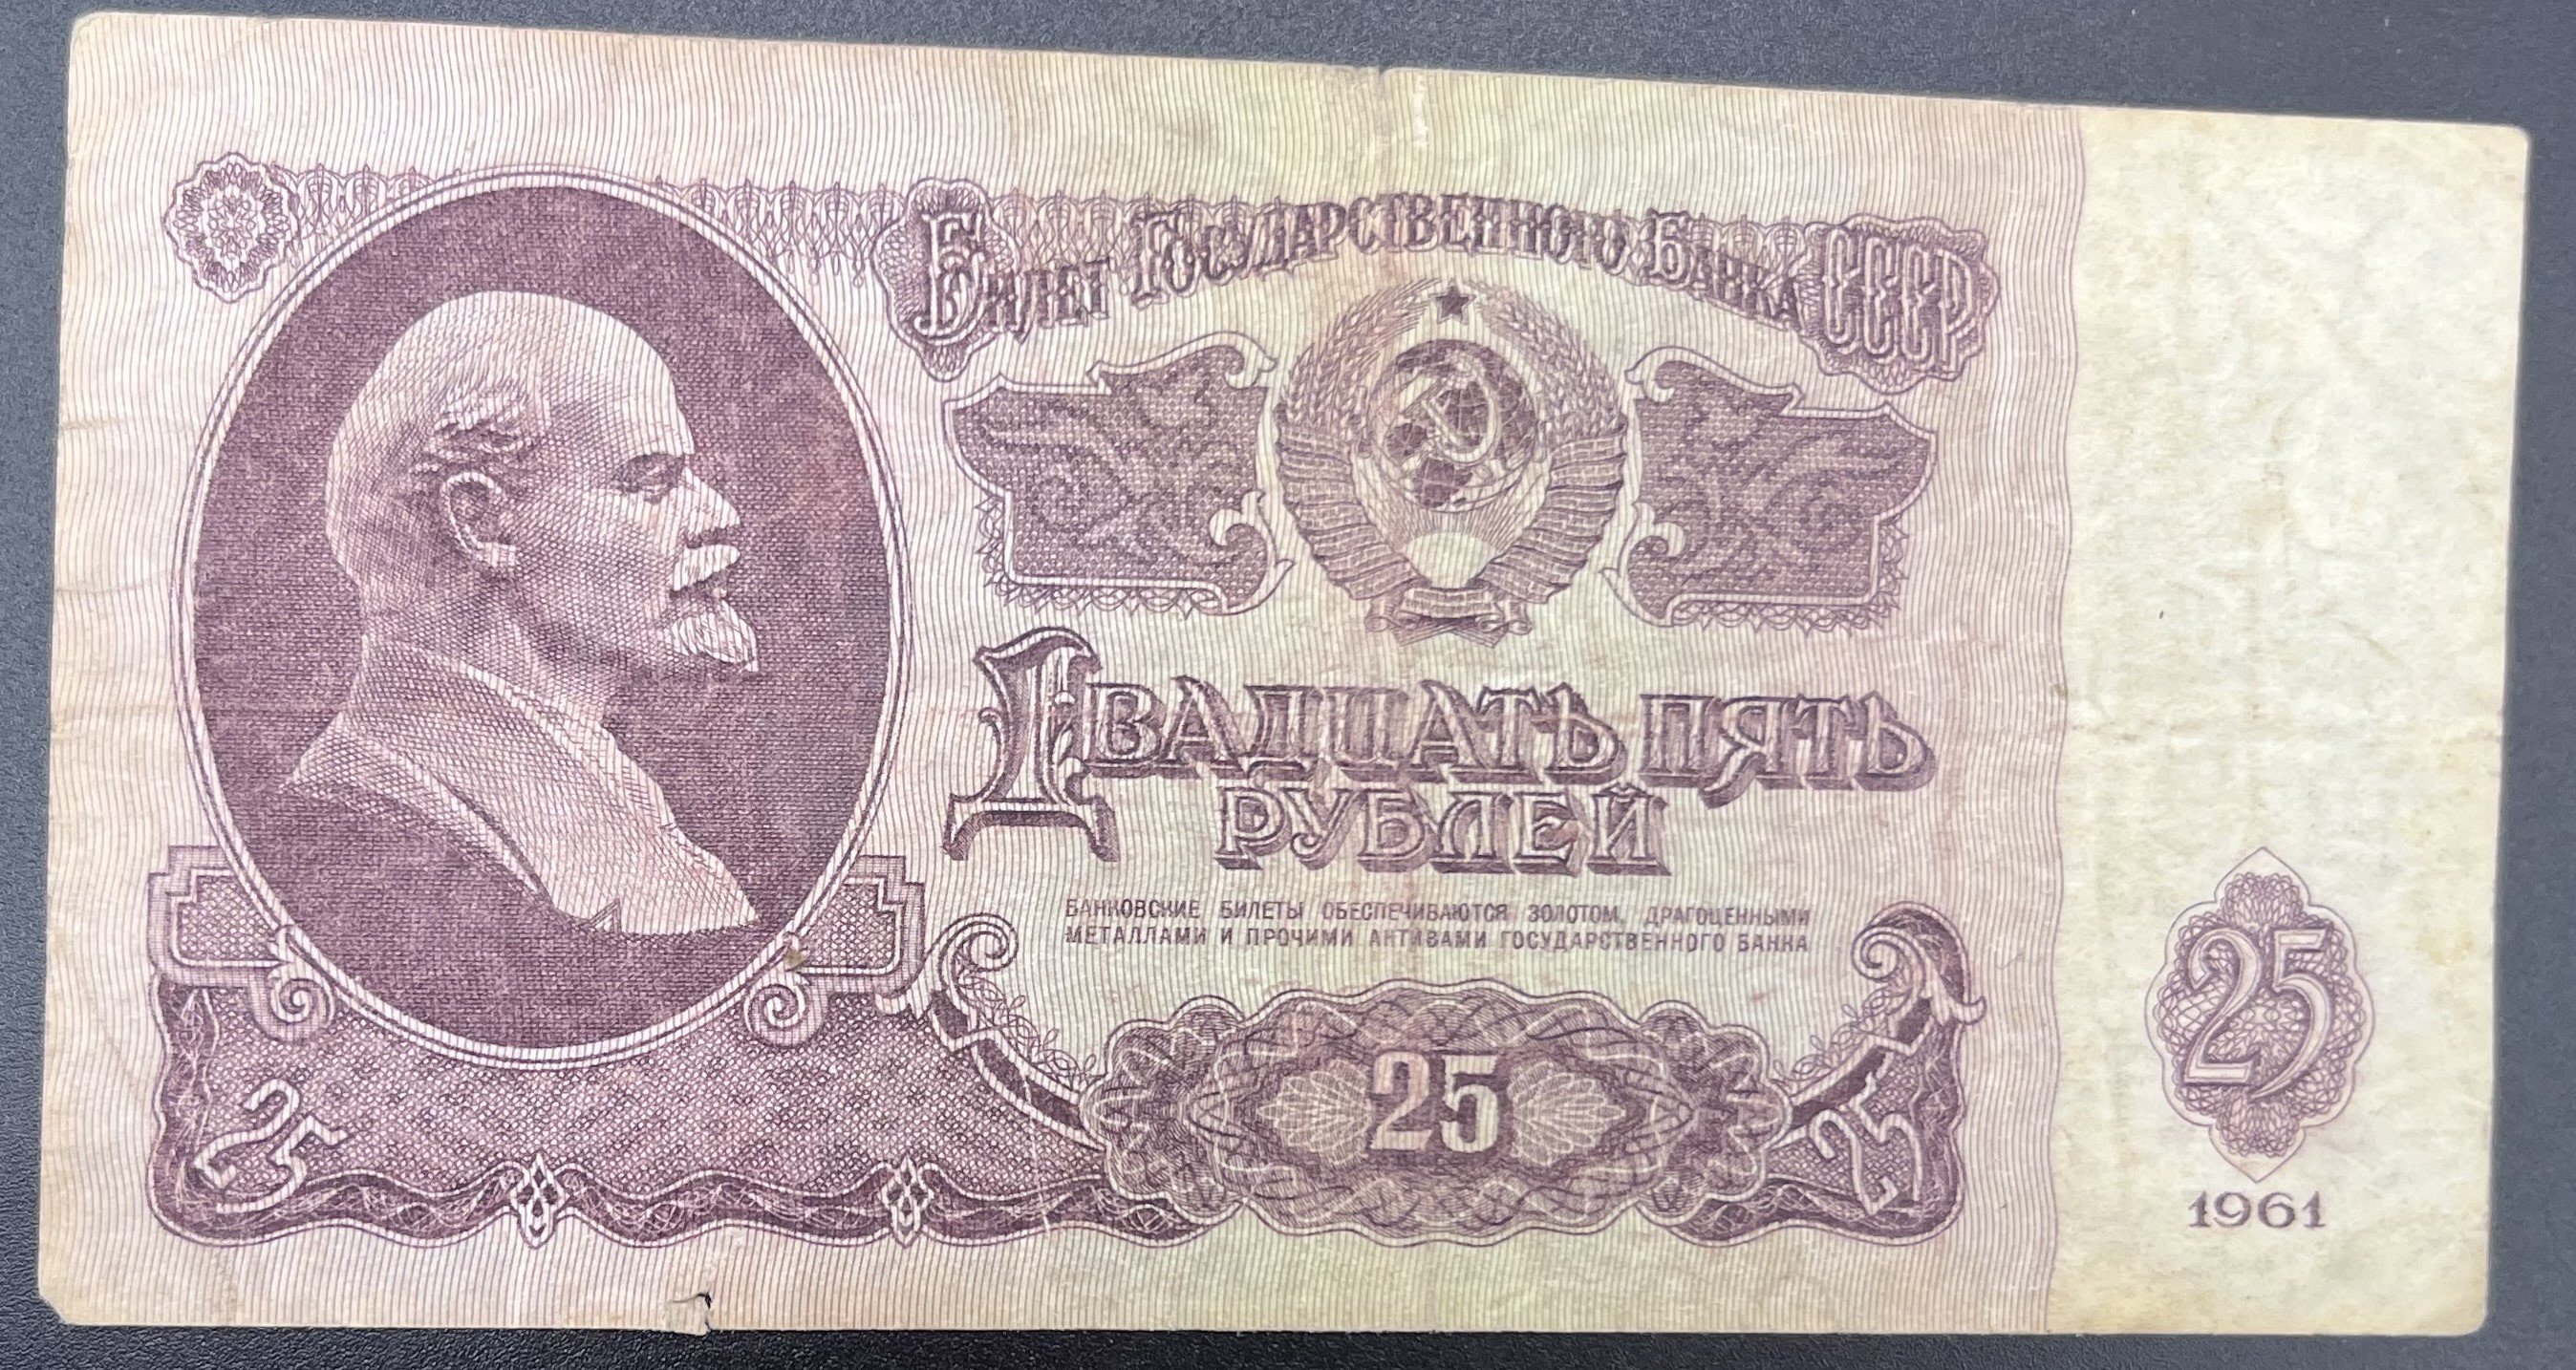 Билет Государственного Банка СССР
Двадцать пять
рублей
БАНКОВСКИЕ БИЛЕТЫ ОБЕСПЕЧИВАЮТСЯ ЗОЛОТОМ, ДРАГОЦЕННЫМИ
МЕТАЛЛАМИ И ПРОЧИМИ АКТИВАМИ ГОСУДАРСТВЕННОГО БАНКА
25
25
25
25
1961